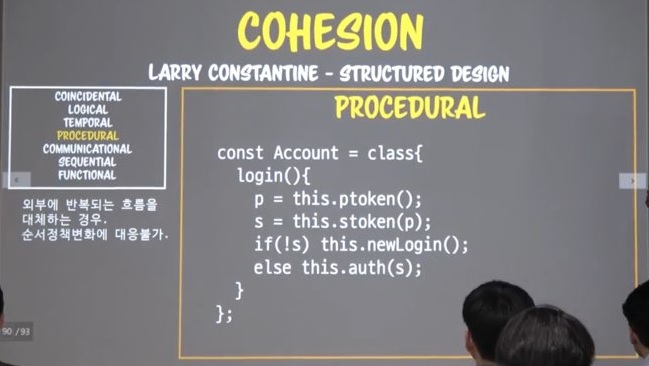 COHESION
LARRY CONSTANTINE - STRUCTURED DESIGN
COINCIDENTAL
LOGICAL
TEMPORAL
PROCEDURAL
COMMUNICATIONAL
SEQUENTIAL
FUNCTIONAL
외부에 반복되는 흐름을
대체하는 경우.
순서정책변화에 대응불가.
PROCEDURAL
const Account = class{
login(){
p = this.ptoken();
s = this.stoken(p);
if(!s) this.newLogin();
else this.auth(s);
}
};
90 / 93